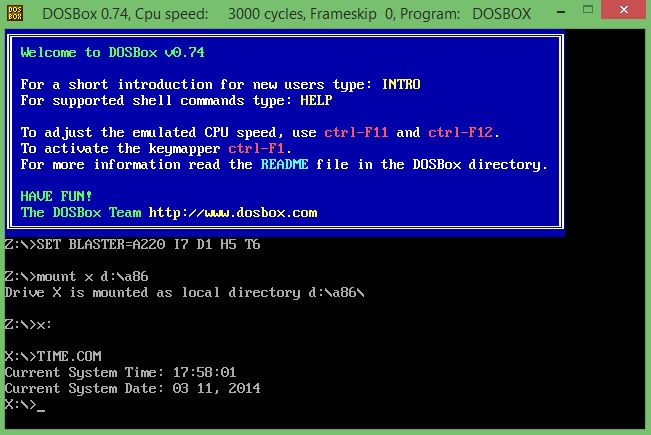 DOS BOX
DOSBox 0.74, Cpu speed: 3000 cycles, Frameskip 0, Program: DOSBOX
Welcome to DOSBox v0.74
For a short introduction for new users type: INTRO
For supported shell commands type: HELP
To adjust the emulated CPU speed, use ctrl-F11 and ctrl-F12.
To activate the keymapper ctrl-F1.
For more information read the README file in the DOSBox directory.
HAVE FUN!
The DOSBox Team http://www.dosbox.com
Z:\>SET BLASTER=A220 I7 D1 H5 T6
Z:\>mount x d:\a86
Drive X is mounted as local directory d:\a86\
Z:\>x:
X:\>TIME.COM
Current System Time: 17:58:01
Current System Date: 03 11, 2014
X:\>_